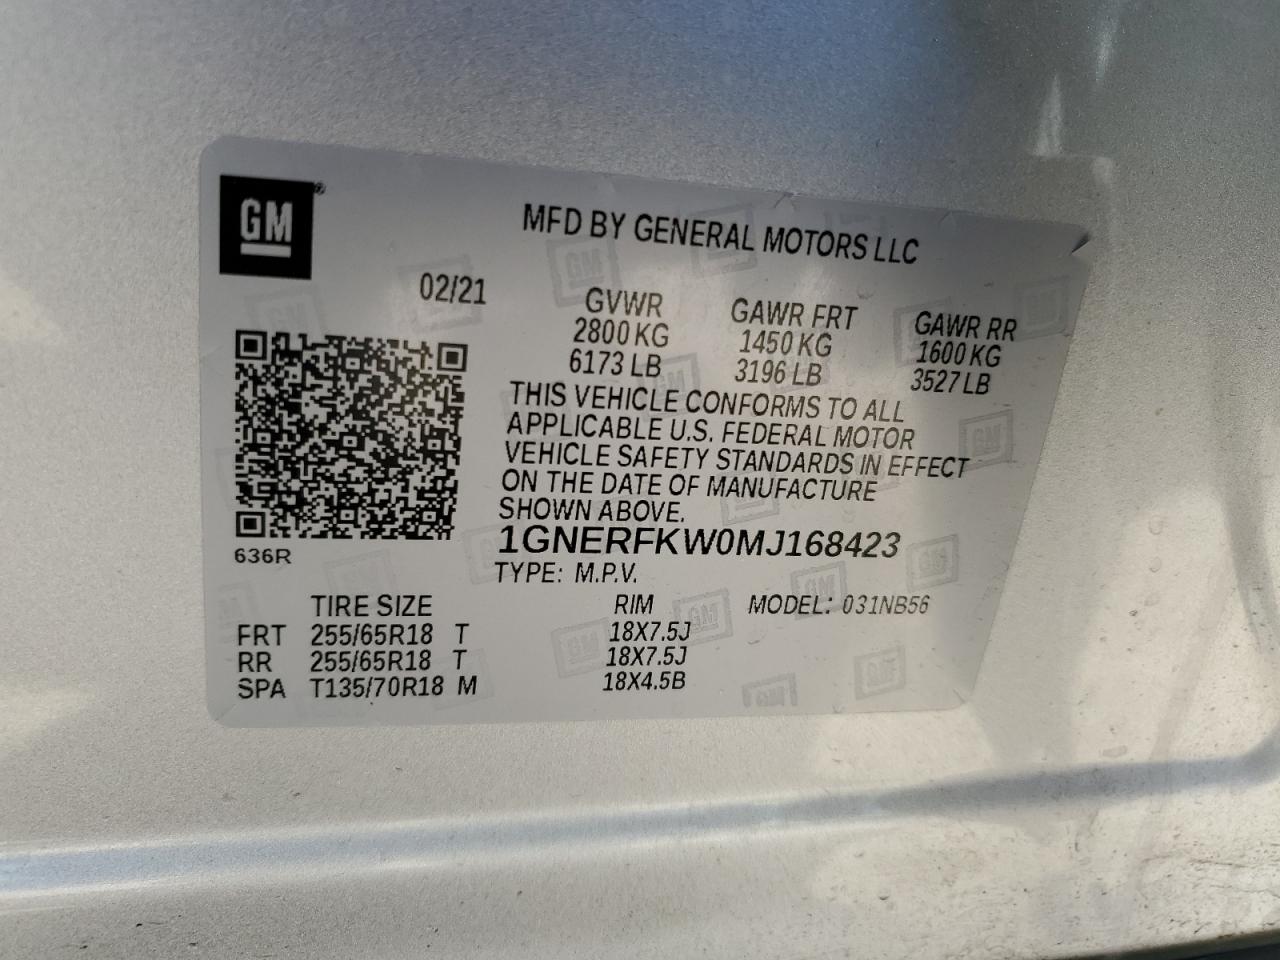 GM®
MFD BY GENERAL MOTORS LLC
02/21
GVWR GAWR FRT GAWR RR
2800 KG 1450 KG 1600 KG
6173 LB 3196 LB 3527 LB
THIS VEHICLE CONFORMS TO ALL
APPLICABLE U.S. FEDERAL MOTOR
VEHICLE SAFETY STANDARDS IN EFFECT
ON THE DATE OF MANUFACTURE
SHOWN ABOVE.
1GNERFKW0MJ168423
636R
TYPE: M.P.V.
TIRE SIZE RIM MODEL: 031NB56
FRT 255/65R18 T 18X7.5J
RR 255/65R18 T 18X7.5J
SPA T135/70R18 M 18X4.5B